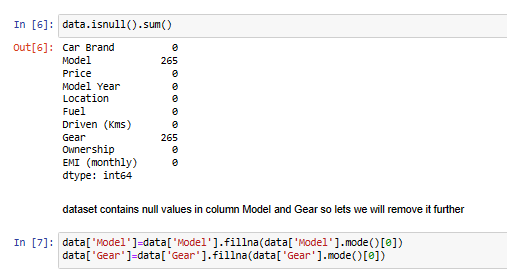 In [6]: data.isnull().sum()
Out[6]: Car Brand 0
Model 265
Price 0
Model Year 0
Location 0
Fuel 0
Driven (Kms) 0
Gear 265
Ownership 0
EMI (monthly) 0
dtype: int64
dataset contains null values in column Model and Gear so lets we will remove it further
In [7]: data['Model']=data['Model'].fillna(data['Model'].mode()[0])
data['Gear']=data['Gear'].fillna(data['Gear'].mode()[0])